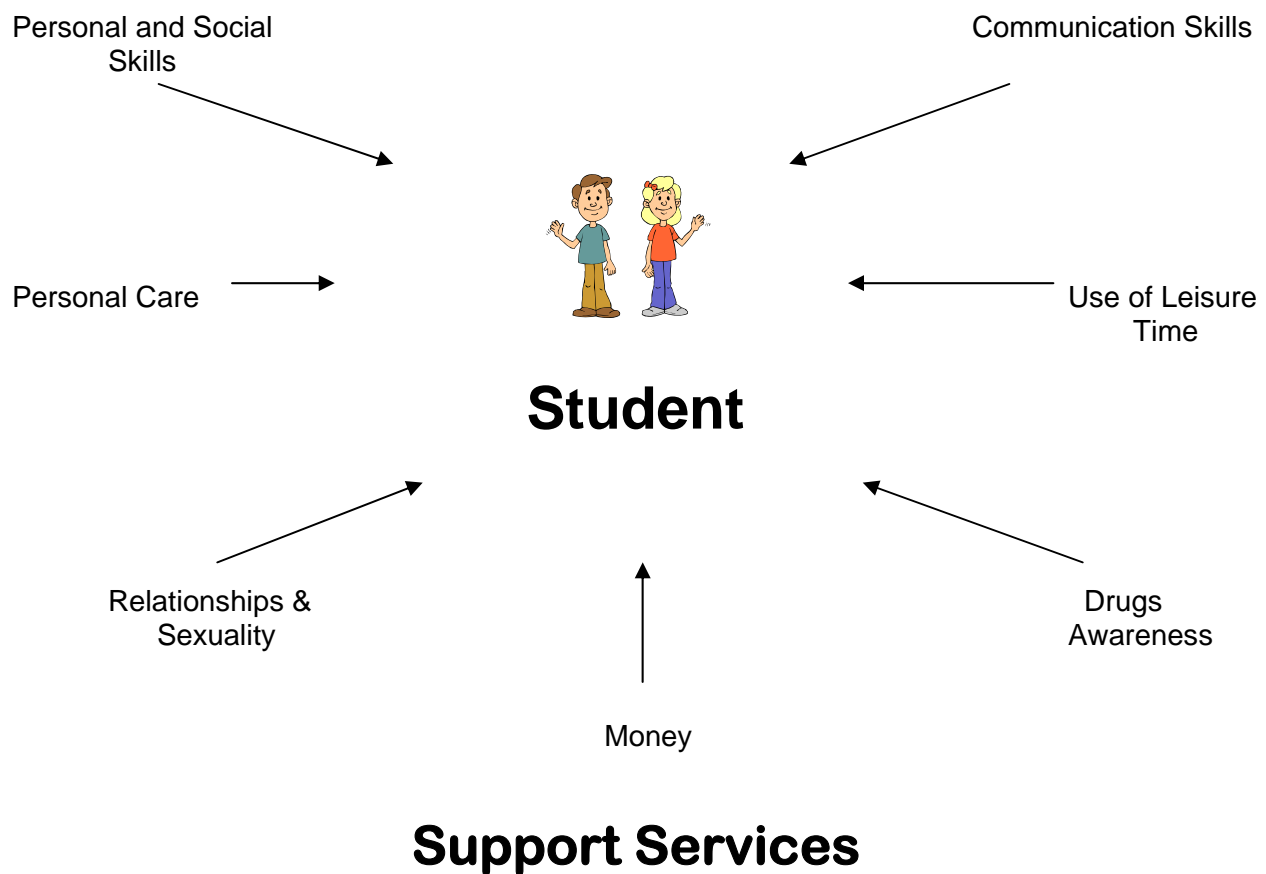 Personal and Social
Skills
Communication Skills
Personal Care
Use of Leisure
Time
Student
Relationships &
Sexuality
Drugs
Awareness
Money
Support Services